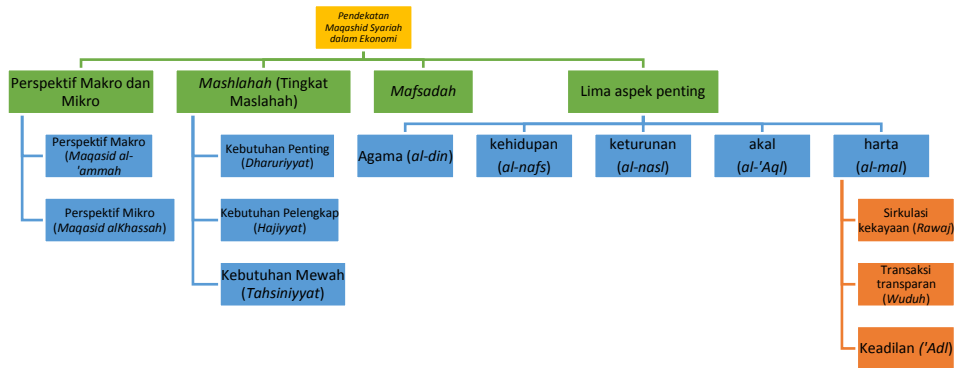 Pendekatan
Maqashid Syariah
dalam Ekonomi
Perspektif Makro dan
Mikro
Mashlahah (Tingkat
Maslahah)
Mafsadah
Lima aspek penting
Perspektif Makro
(Maqasid al-
'ammah
Perspektif Mikro
(Maqasid alKhassah)
Kebutuhan Penting
(Dharuriyyat)
Kebutuhan Pelengkap
(Hajiyyat)
Kebutuhan Mewah
(Tahsiniyyat)
Agama (al-din)
kehidupan
(al-nafs)
keturunan
(al-nasl)
akal
(al-'Aql)
harta
(al-mal)
Sirkulasi
kekayaan (Rawaj)
Transaksi
transparan
(Wuduh)
Keadilan ('Adl)